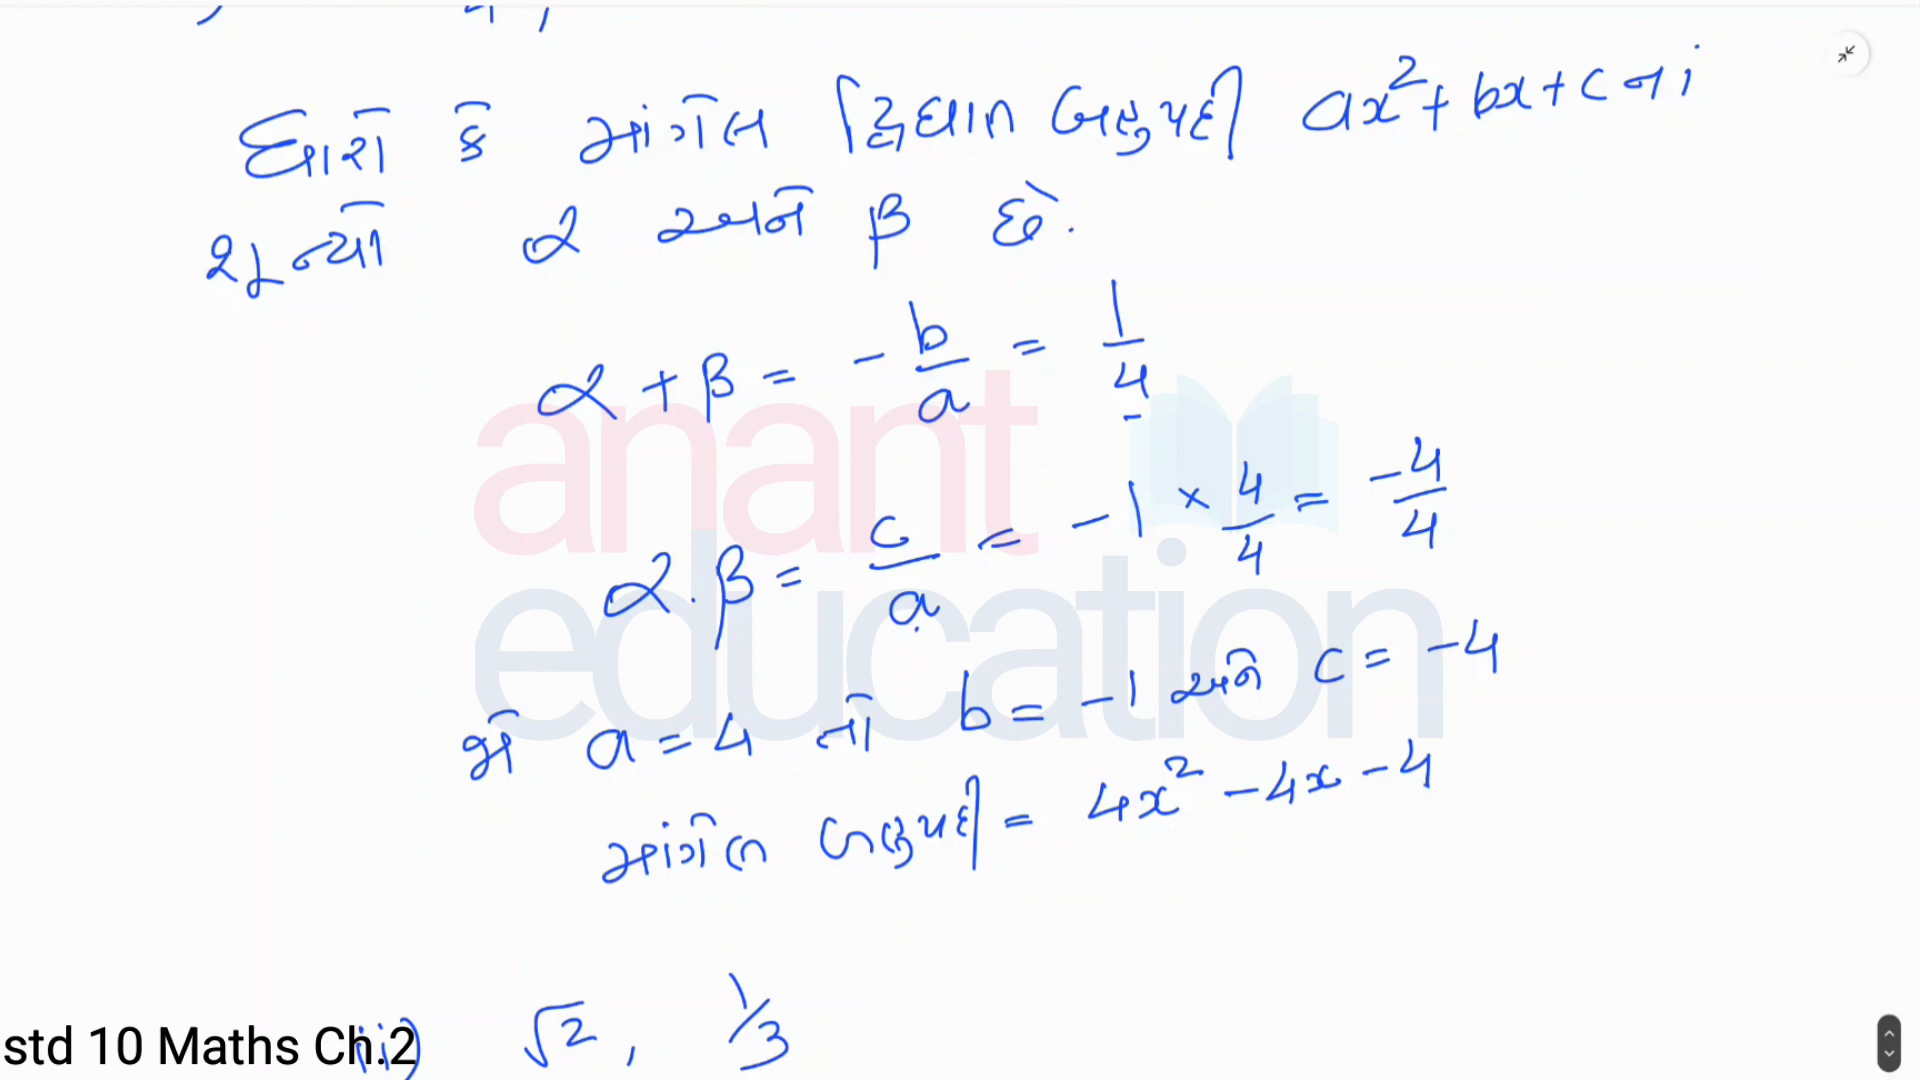 ધારો કે માંગેલ દ્વિઘાત બહુપદી ax² + bx + c નાં
શૂન્યો α અને β છે.
α + β = - b/a = 1/4
α . β = c/a = -1 × 4/4 = -4/4
જો a = 4 તો b = -1 અને c = -4
માંગેલ બહુપદી = 4x² - 4x - 4
ii) √2 , 1/3
anant
education
std 10 Maths Ch.2